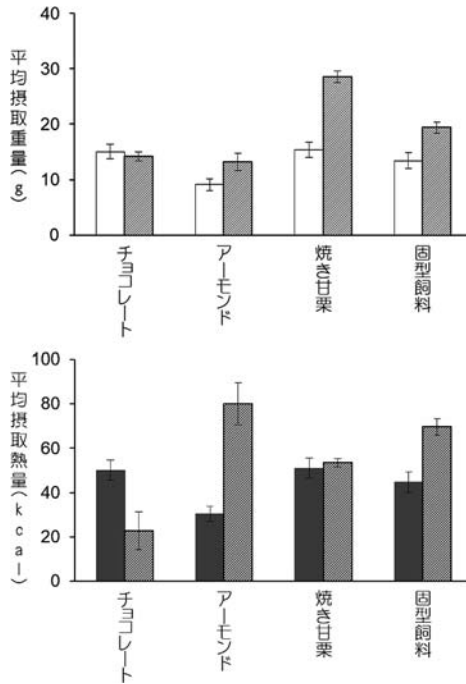 平均摂取重量(g)
40
30
20
10
0
チョコレート
アーモンド
焼き甘栗
固型飼料
平均摂取熱量(kcal)
100
80
60
40
20
0
チョコレート
アーモンド
焼き甘栗
固型飼料